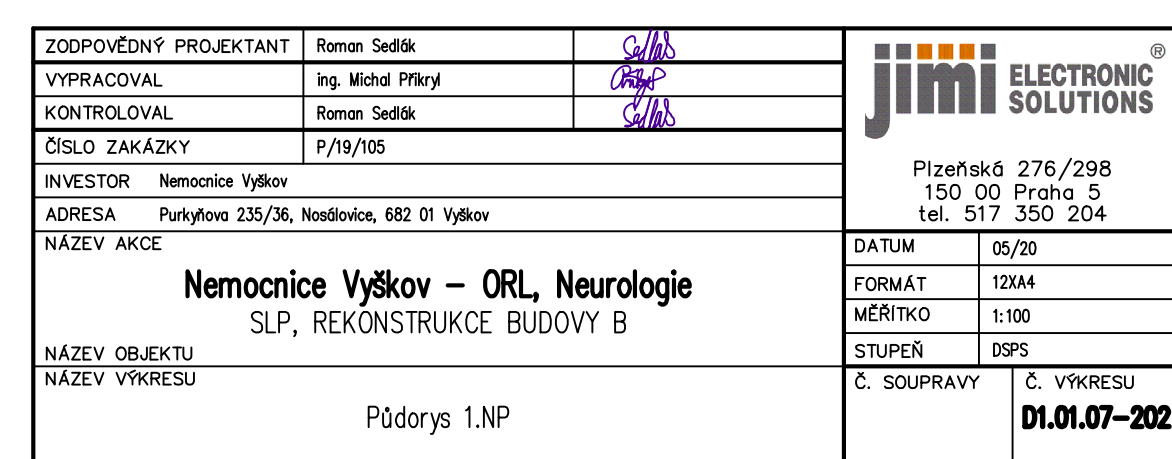 ZODPOVĚDNÝ PROJEKTANT Roman Sedlák Sedlák
VYPRACOVAL ing. Michal Přikryl
KONTROLOVAL Roman Sedlák Sedlák
ČÍSLO ZAKÁZKY P/19/105
INVESTOR Nemocnice Vyškov
ADRESA Purkyňova 235/36, Nosálovice, 682 01 Vyškov
NÁZEV AKCE
Nemocnice Vyškov – ORL, Neurologie
SLP, REKONSTRUKCE BUDOVY B
NÁZEV OBJEKTU
NÁZEV VÝKRESU
Půdorys 1.NP
jimi ELECTRONIC ®
SOLUTIONS
Plzeňská 276/298
150 00 Praha 5
tel. 517 350 204
DATUM 05/20
FORMÁT 12XA4
MĚŘÍTKO 1:100
STUPEŇ DSPS
Č. SOUPRAVY Č. VÝKRESU
D1.01.07–202